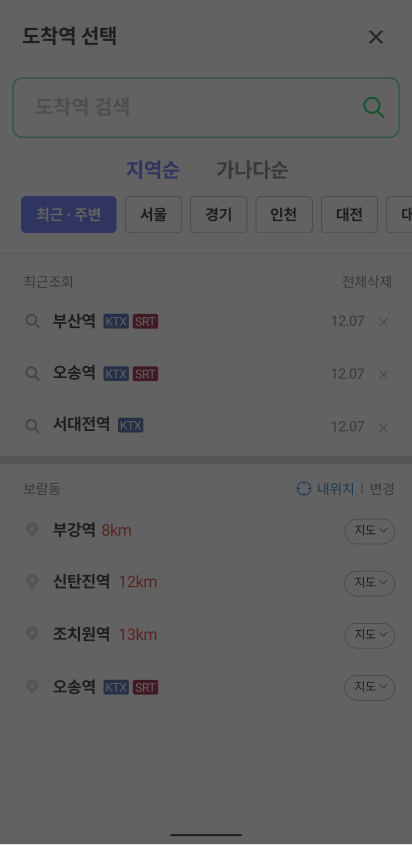 도착역 선택
도착역 검색
지역순 가나다순
최근 · 주변 서울 경기 인천 대전
최근조회 전체삭제
부산역 KTX SRT 12.07
오송역 KTX SRT 12.07
서대전역 KTX 12.07
보람동 내위치 변경
부강역 8km 지도
신탄진역 12km 지도
조치원역 13km 지도
오송역 KTX SRT 지도